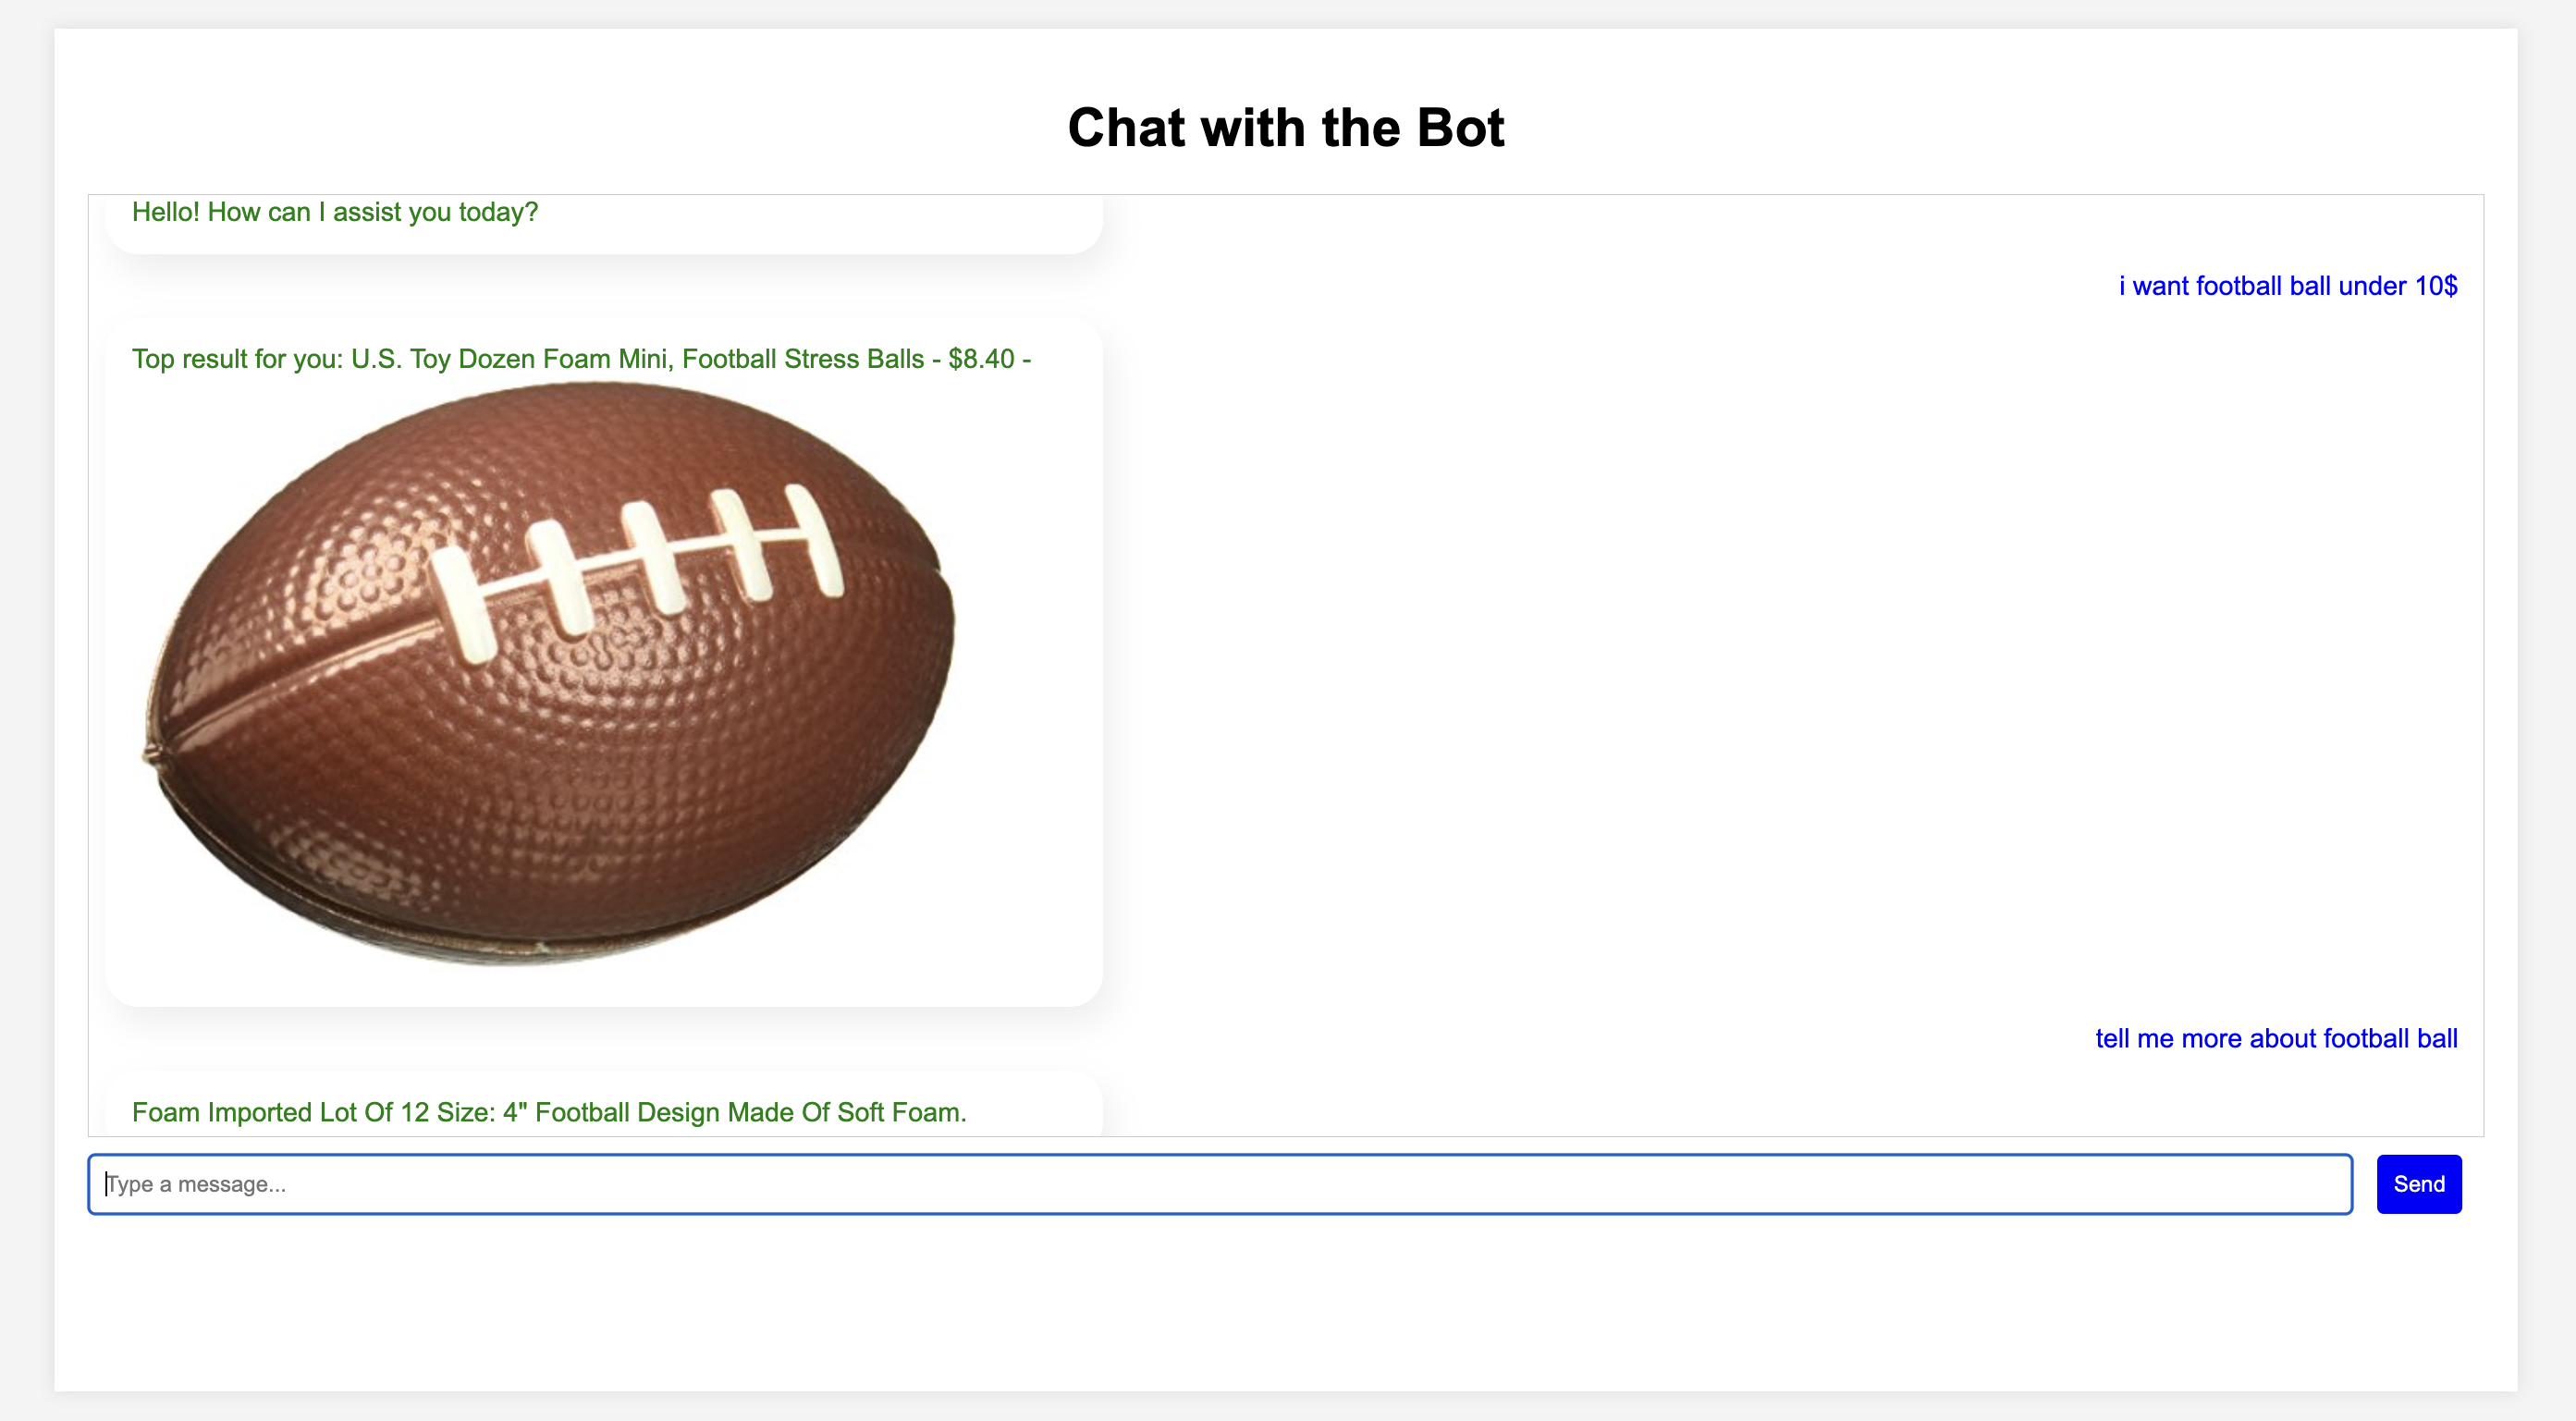 Chat with the Bot
Hello! How can I assist you today?
i want football ball under 10$
Top result for you: U.S. Toy Dozen Foam Mini, Football Stress Balls - $8.40 -
tell me more about football ball
Foam Imported Lot Of 12 Size: 4" Football Design Made Of Soft Foam.
Type a message...
Send